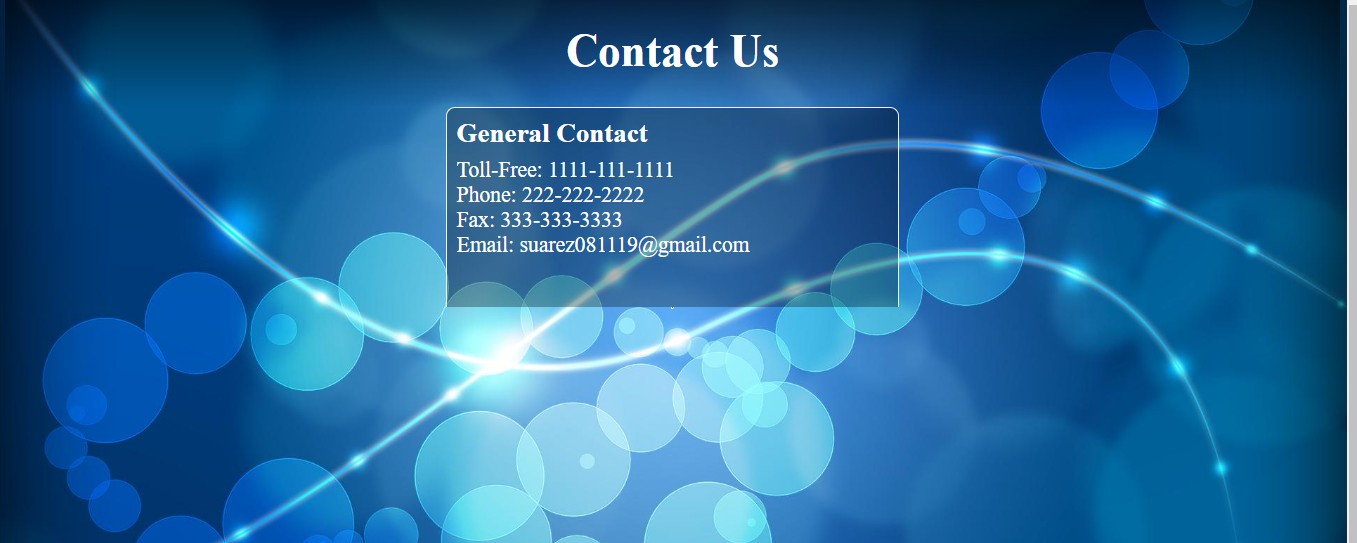 Contact Us
General Contact
Toll-Free: 1111-111-1111
Phone: 222-222-2222
Fax: 333-333-3333
Email: suarez081119@gmail.com